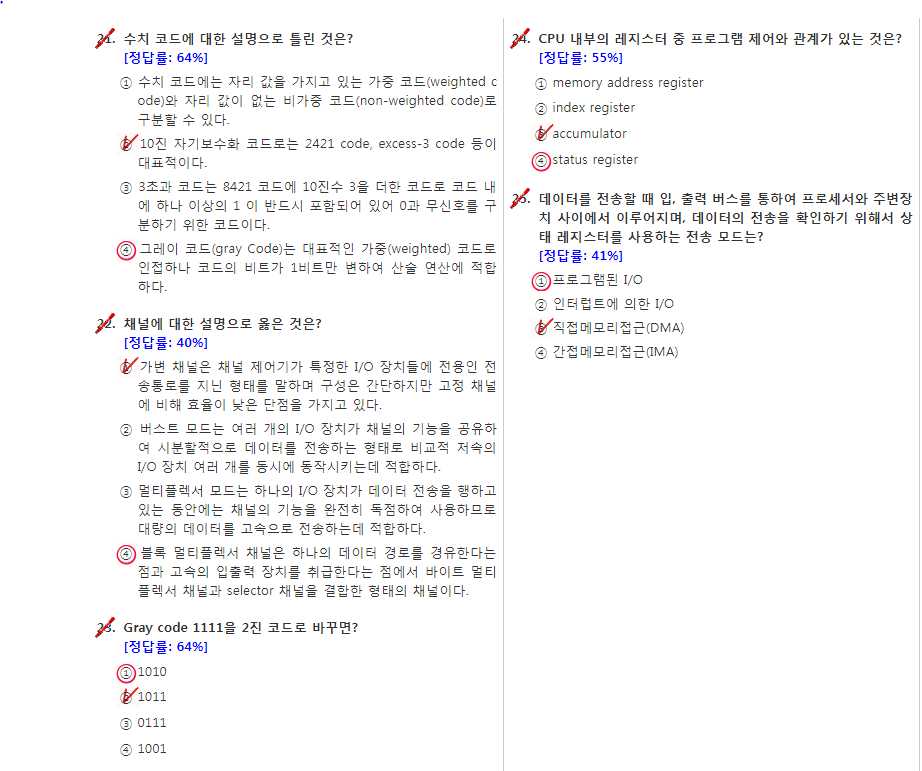 21. 수치 코드에 대한 설명으로 틀린 것은?
[정답률: 64%]
① 수치 코드에는 자리 값을 가지고 있는 가중 코드(weighted c
ode)와 자리 값이 없는 비가중 코드(non-weighted code)로
구분할 수 있다.
② 10진 자기보수화 코드로는 2421 code, excess-3 code 등이
대표적이다.
③ 3초과 코드는 8421 코드에 10진수 3을 더한 코드로 코드 내
에 하나 이상의 1 이 반드시 포함되어 있어 0과 무신호를 구
분하기 위한 코드이다.
④ 그레이 코드(gray Code)는 대표적인 가중(weighted) 코드로
인접하나 코드의 비트가 1비트만 변하여 산술 연산에 적합
하다.
22. 채널에 대한 설명으로 옳은 것은?
[정답률: 40%]
① 가변 채널은 채널 제어기가 특정한 I/O 장치들에 전용인 전
송통로를 지닌 형태를 말하며 구성은 간단하지만 고정 채널
에 비해 효율이 낮은 단점을 가지고 있다.
② 버스트 모드는 여러 개의 I/O 장치가 채널의 기능을 공유하
여 시분할적으로 데이터를 전송하는 형태로 비교적 저속의
I/O 장치 여러 개를 동시에 동작시키는데 적합하다.
③ 멀티플렉서 모드는 하나의 I/O 장치가 데이터 전송을 행하고
있는 동안에는 채널의 기능을 완전히 독점하여 사용하므로
대량의 데이터를 고속으로 전송하는데 적합하다.
④ 블록 멀티플렉서 채널은 하나의 데이터 경로를 경유한다는
점과 고속의 입출력 장치를 취급한다는 점에서 바이트 멀티
플렉서 채널과 selector 채널을 결합한 형태의 채널이다.
23. Gray code 1111을 2진 코드로 바꾸면?
[정답률: 64%]
① 1010
② 1011
③ 0111
④ 1001
24. CPU 내부의 레지스터 중 프로그램 제어와 관계가 있는 것은?
[정답률: 55%]
① memory address register
② index register
③ accumulator
④ status register
25. 데이터를 전송할 때 입, 출력 버스를 통하여 프로세서와 주변장
치 사이에서 이루어지며, 데이터의 전송을 확인하기 위해서 상
태 레지스터를 사용하는 전송 모드는?
[정답률: 41%]
① 프로그램된 I/O
② 인터럽트에 의한 I/O
③ 직접메모리접근(DMA)
④ 간접메모리접근(IMA)